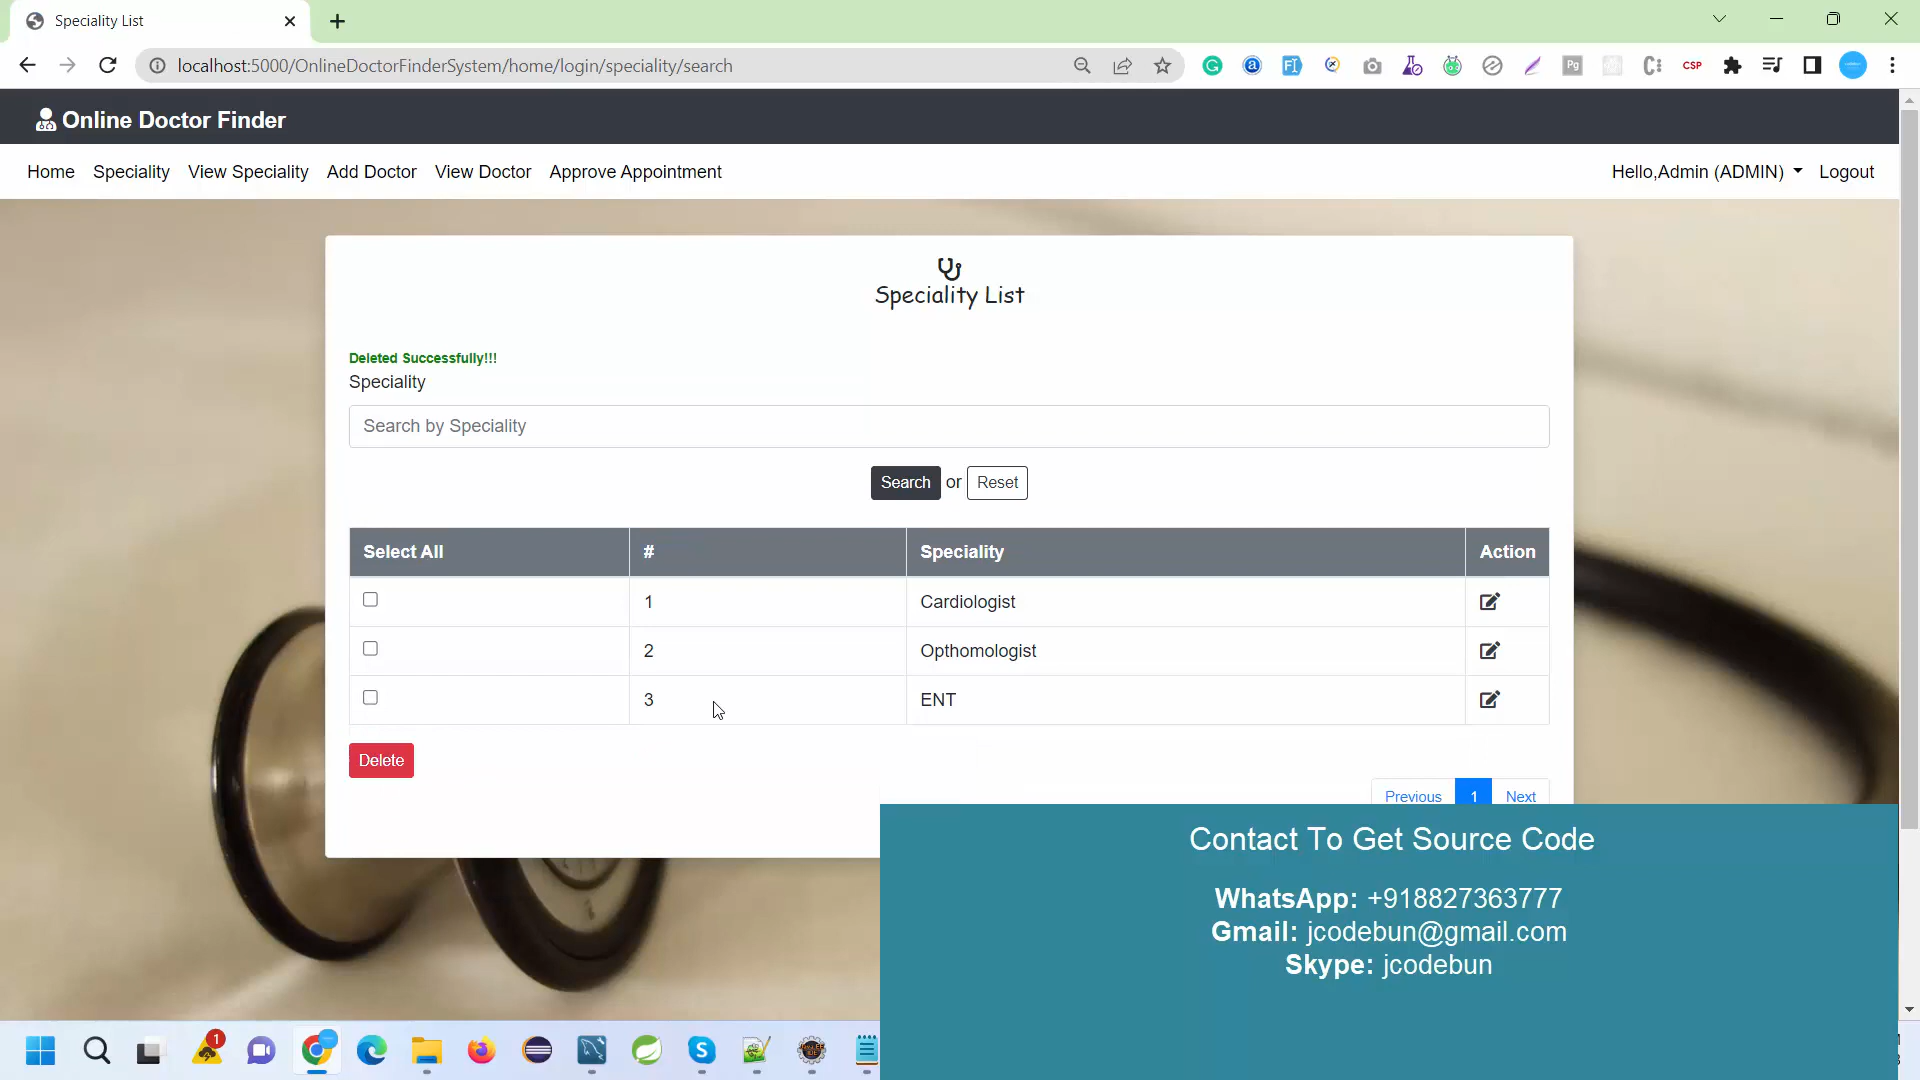 Speciality List
localhost:5000/OnlineDoctorFinderSystem/home/login/speciality/search
Online Doctor Finder
Home Speciality View Speciality Add Doctor View Doctor Approve Appointment Hello,Admin (ADMIN) Logout
Speciality List
Deleted Successfully!!!
Speciality
Search by Speciality
Search or Reset
Select All # Speciality Action
1 Cardiologist
2 Opthomologist
3 ENT
Delete
Previous 1 Next
Contact To Get Source Code
WhatsApp: +918827363777
Gmail: jcodebun@gmail.com
Skype: jcodebun